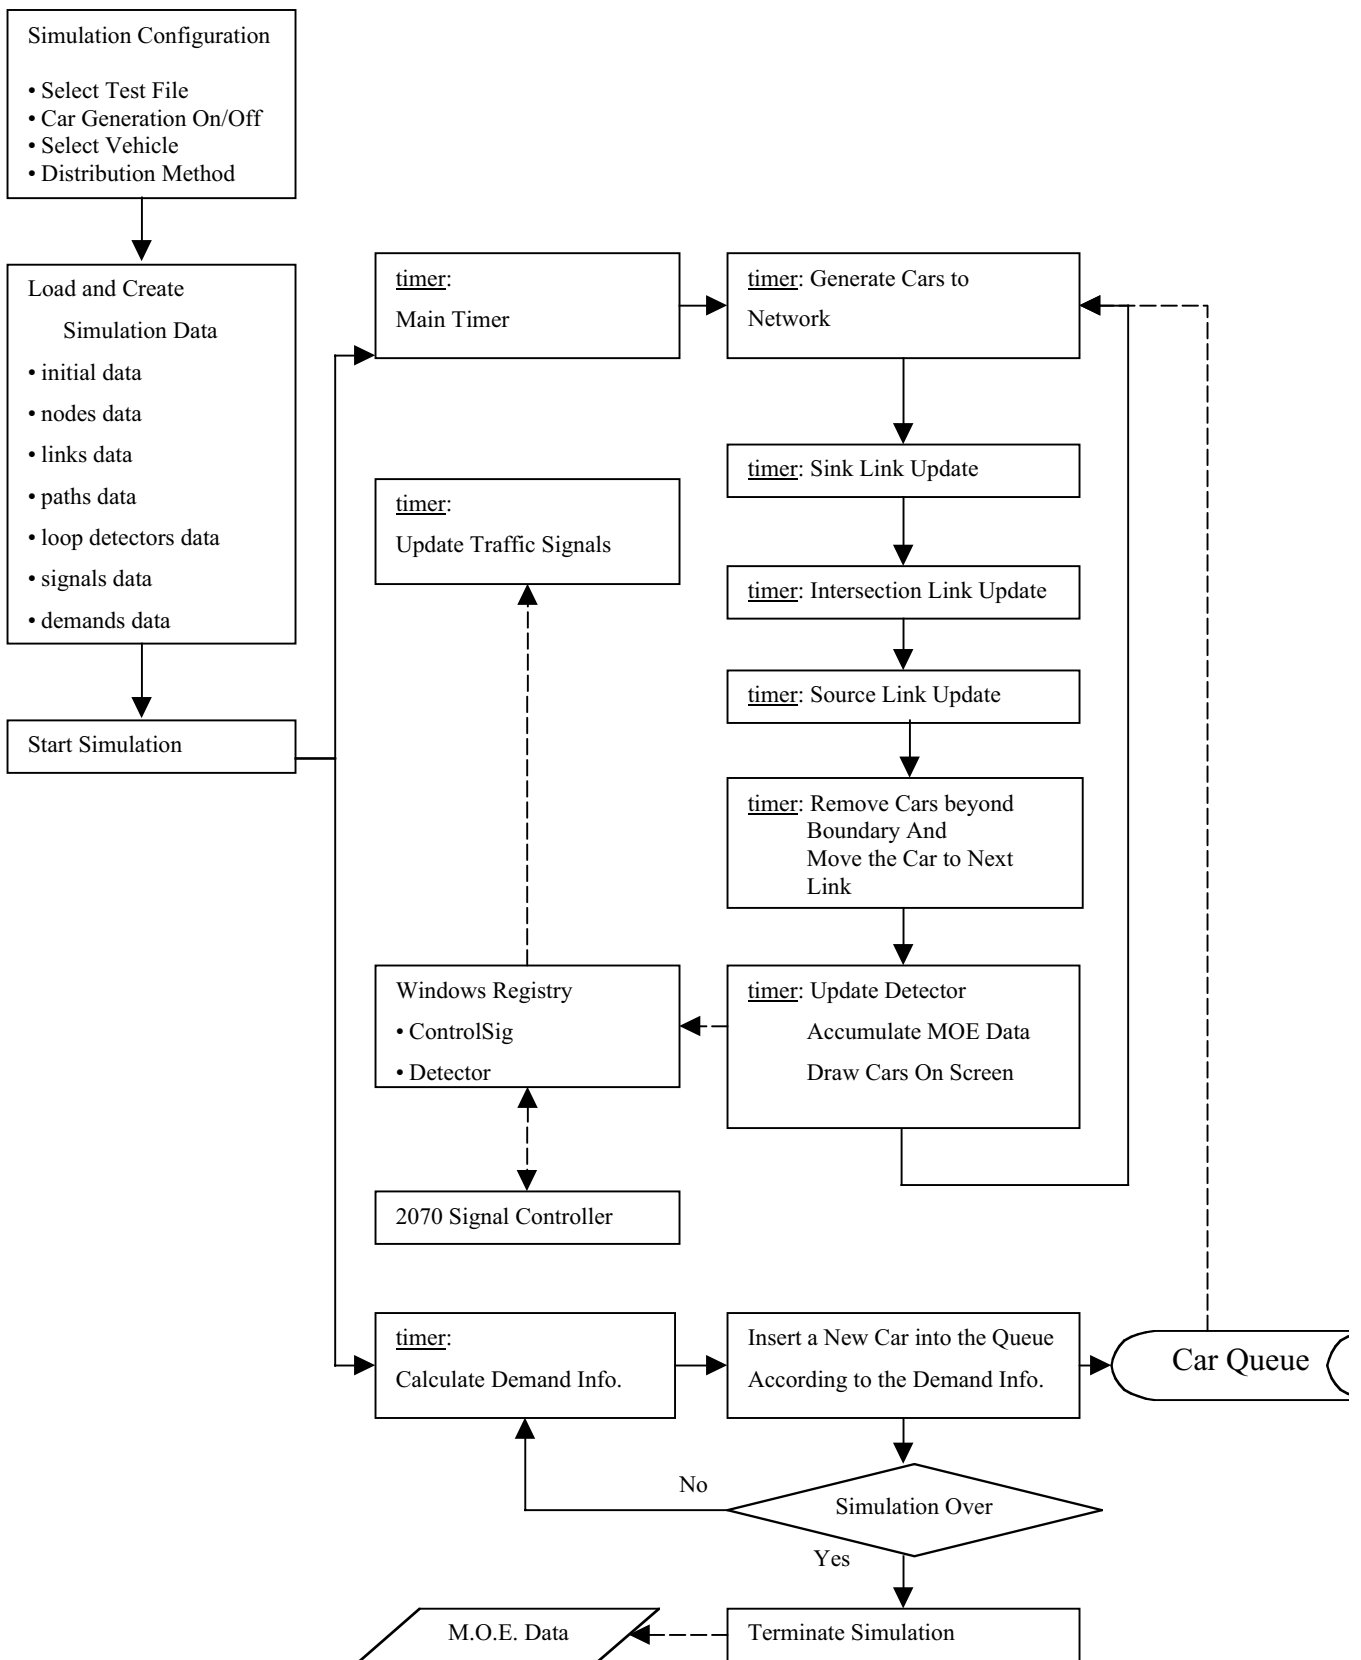 Simulation Configuration
• Select Test File
• Car Generation On/Off
• Select Vehicle
• Distribution Method
Load and Create
Simulation Data
• initial data
• nodes data
• links data
• paths data
• loop detectors data
• signals data
• demands data
Start Simulation
timer:
Main Timer
timer: Generate Cars to
Network
timer: Sink Link Update
timer:
Update Traffic Signals
timer: Intersection Link Update
timer: Source Link Update
timer: Remove Cars beyond
Boundary And
Move the Car to Next
Link
Windows Registry
• ControlSig
• Detector
timer: Update Detector
Accumulate MOE Data
Draw Cars On Screen
2070 Signal Controller
timer:
Calculate Demand Info.
Insert a New Car into the Queue
According to the Demand Info.
Car Queue
No
Simulation Over
Yes
M.O.E. Data
Terminate Simulation